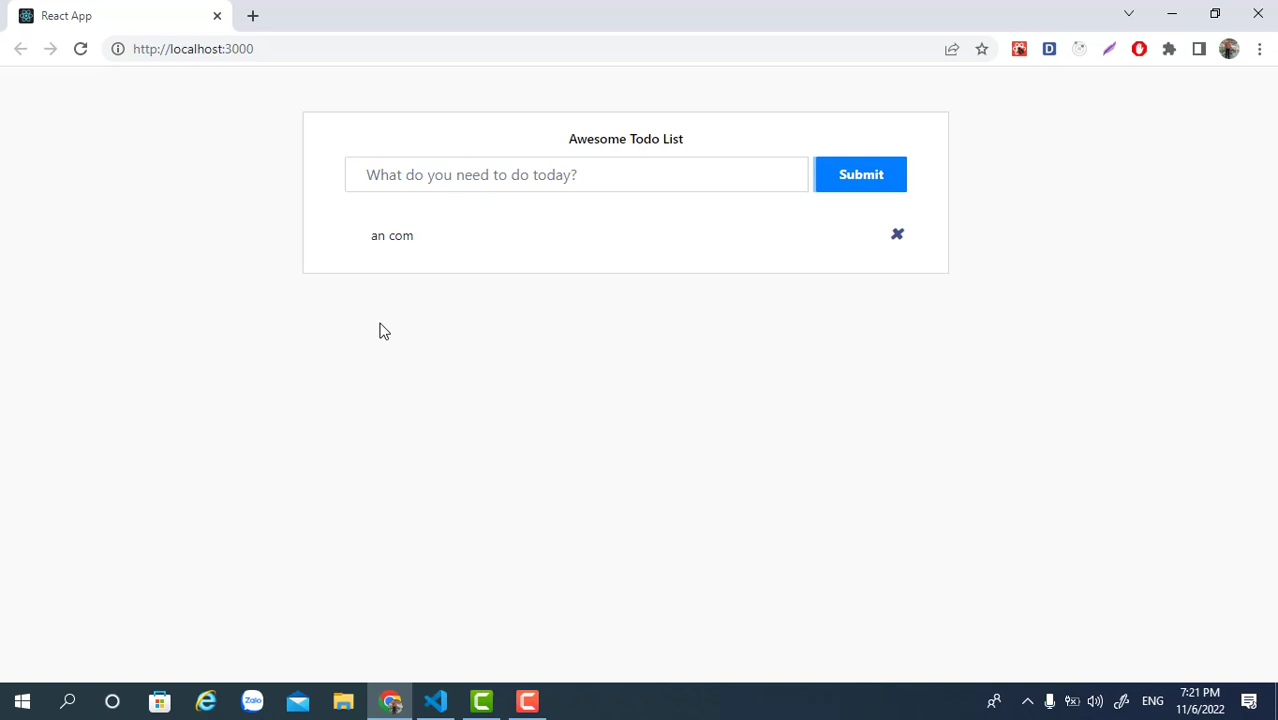 React App
http://localhost:3000
D
Awesome Todo List
What do you need to do today?
Submit
an com
Zalo
ENG
7:21 PM
11/6/2022